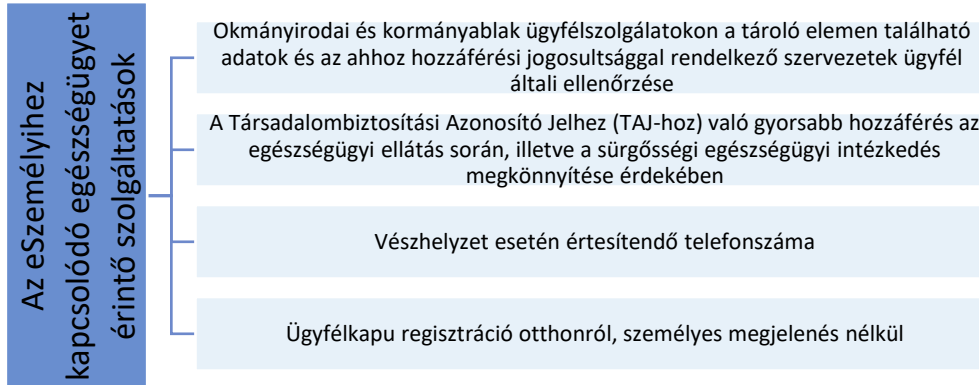 Az eSzemélyihez
kapcsolódó egészségügyet
érintő szolgáltatások
Okmányirodai és kormányablak ügyfélszolgálatokon a tároló elemen található
adatok és az ahhoz hozzáférési jogosultsággal rendelkező szervezetek ügyfél
általi ellenőrzése
A Társadalombiztosítási Azonosító Jelhez (TAJ-hoz) való gyorsabb hozzáférés az
egészségügyi ellátás során, illetve a sürgősségi egészségügyi intézkedés
megkönnyítése érdekében
Vészhelyzet esetén értesítendő telefonszáma
Ügyfélkapu regisztráció otthonról, személyes megjelenés nélkül